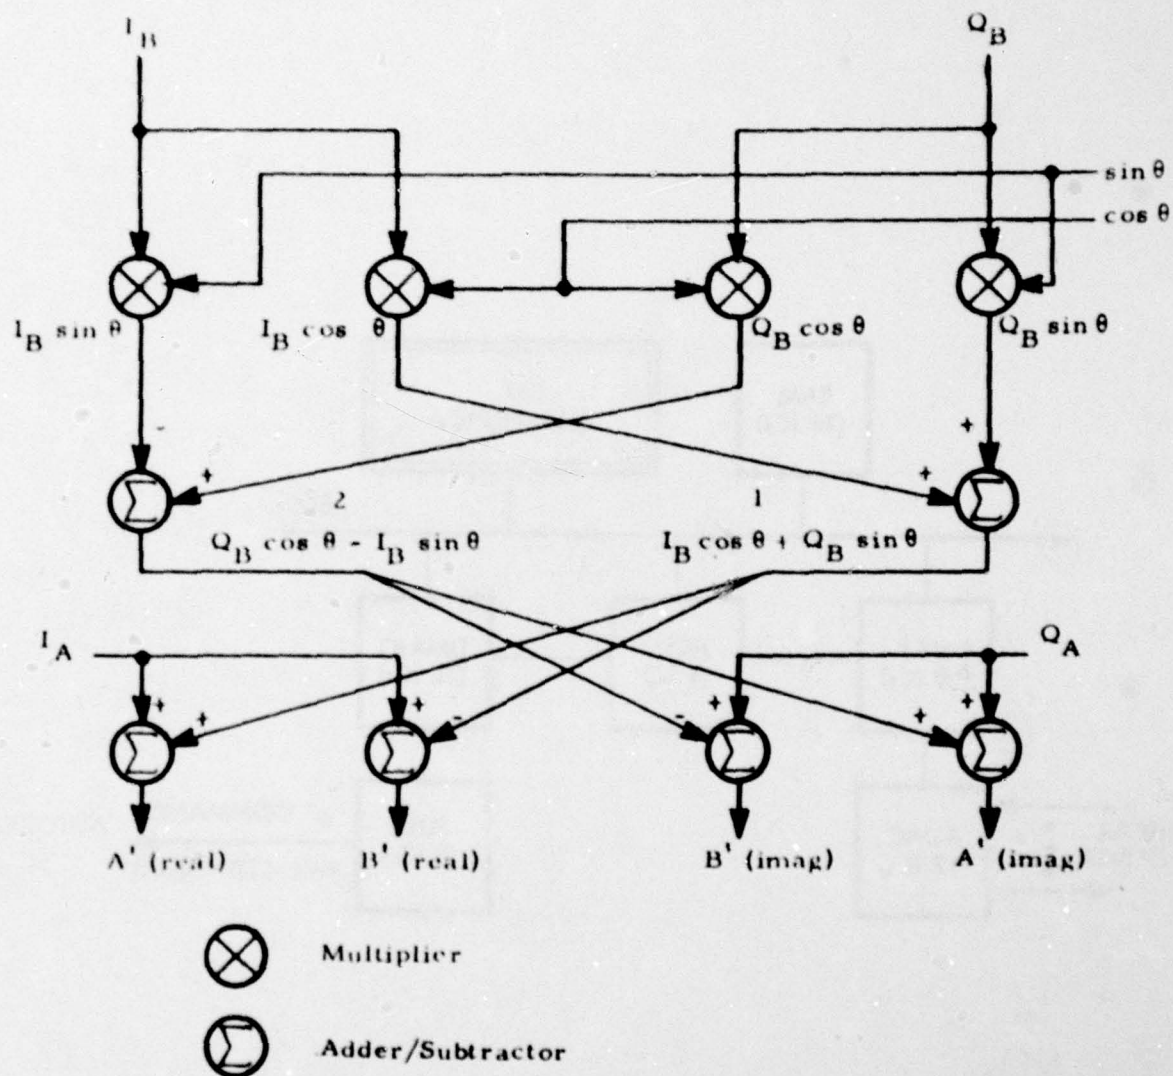 I_B Q_B
sin θ
cos θ
I_B sin θ I_B cos θ Q_B cos θ Q_B sin θ
+
+ +
2 1
Q_B cos θ - I_B sin θ I_B cos θ + Q_B sin θ
I_A Q_A
+ + + - - + + +
A' (real) B' (real) B' (imag) A' (imag)
Multiplier
Adder/Subtractor